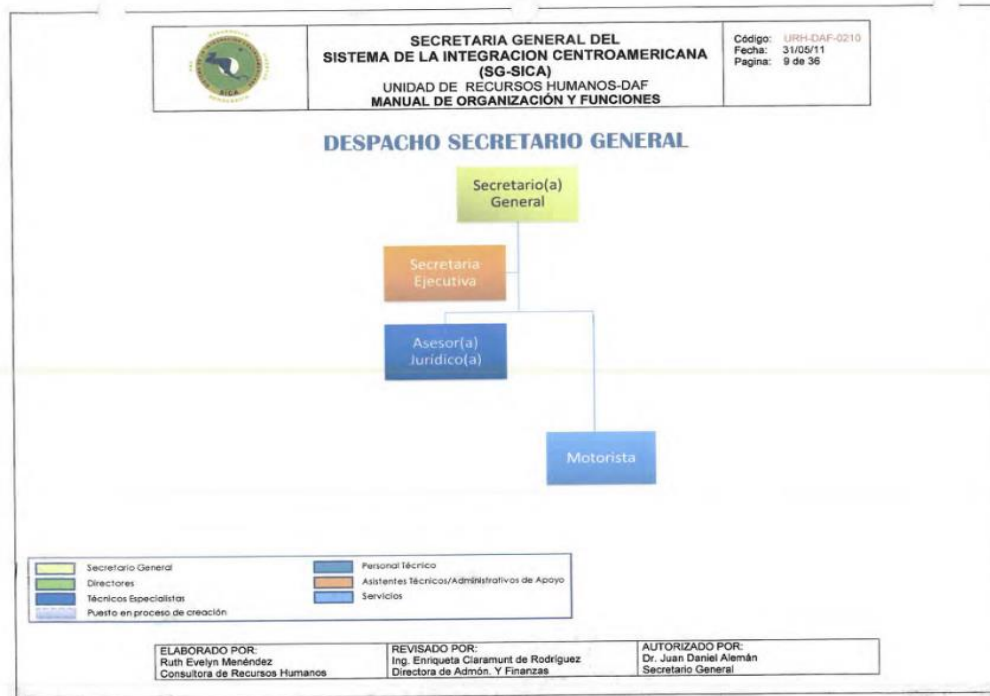 SICA
SECRETARIA GENERAL DEL
SISTEMA DE LA INTEGRACION CENTROAMERICANA
(SG-SICA)
UNIDAD DE RECURSOS HUMANOS-DAF
MANUAL DE ORGANIZACIÓN Y FUNCIONES
Código: URH-DAF-0210
Fecha: 31/05/11
Pagina: 9 de 36
DESPACHO SECRETARIO GENERAL
Secretario(a)
General
Secretaria
Ejecutiva
Asesor(a)
Jurídico(a)
Motorista
Secretario General
Directores
Técnicos Especialistas
Puesto en proceso de creación
Personal Técnico
Asistentes Técnicos/Administrativos de Apoyo
Servicios
ELABORADO POR:
Ruth Evelyn Menéndez
Consultora de Recursos Humanos
REVISADO POR:
Ing. Enriqueta Claramunt de Rodríguez
Directora de Admón. Y Finanzas
AUTORIZADO POR:
Dr. Juan Daniel Alemán
Secretario General